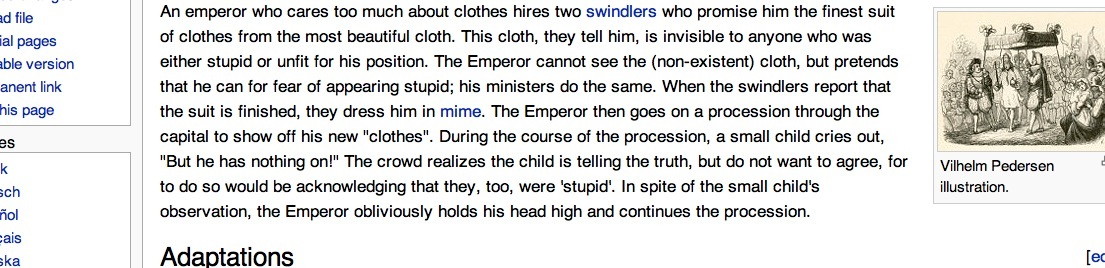 An emperor who cares too much about clothes hires two swindlers who promise him the finest suit
of clothes from the most beautiful cloth. This cloth, they tell him, is invisible to anyone who was
either stupid or unfit for his position. The Emperor cannot see the (non-existent) cloth, but pretends
that he can for fear of appearing stupid; his ministers do the same. When the swindlers report that
the suit is finished, they dress him in mime. The Emperor then goes on a procession through the
capital to show off his new "clothes". During the course of the procession, a small child cries out,
"But he has nothing on!" The crowd realizes the child is telling the truth, but do not want to agree, for
to do so would be acknowledging that they, too, were 'stupid'. In spite of the small child's
observation, the Emperor obliviously holds his head high and continues the procession.
Adaptations
[ed
ad file
ial pages
able version
anent link
his page
es
k
sch
ñol
çais
ska
Vilhelm Pedersen
illustration.